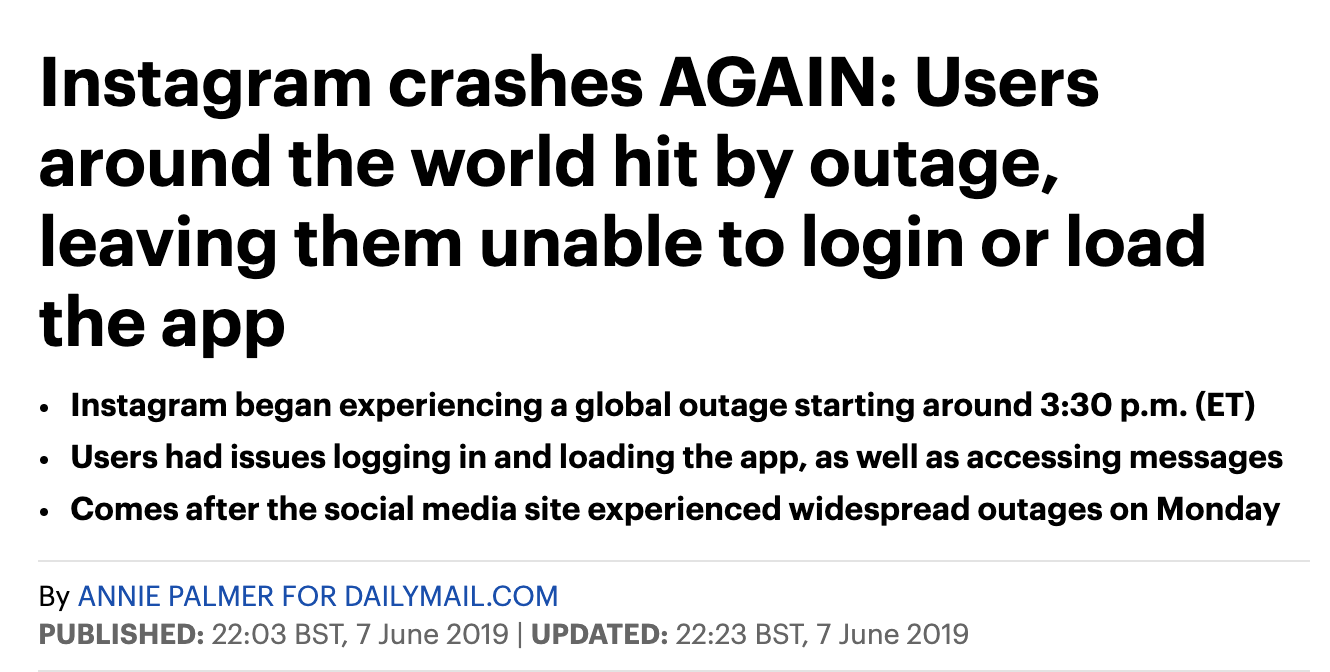 Instagram crashes AGAIN: Users
around the world hit by outage,
leaving them unable to login or load
the app
• Instagram began experiencing a global outage starting around 3:30 p.m. (ET)
• Users had issues logging in and loading the app, as well as accessing messages
• Comes after the social media site experienced widespread outages on Monday
By ANNIE PALMER FOR DAILYMAIL.COM
PUBLISHED: 22:03 BST, 7 June 2019 | UPDATED: 22:23 BST, 7 June 2019